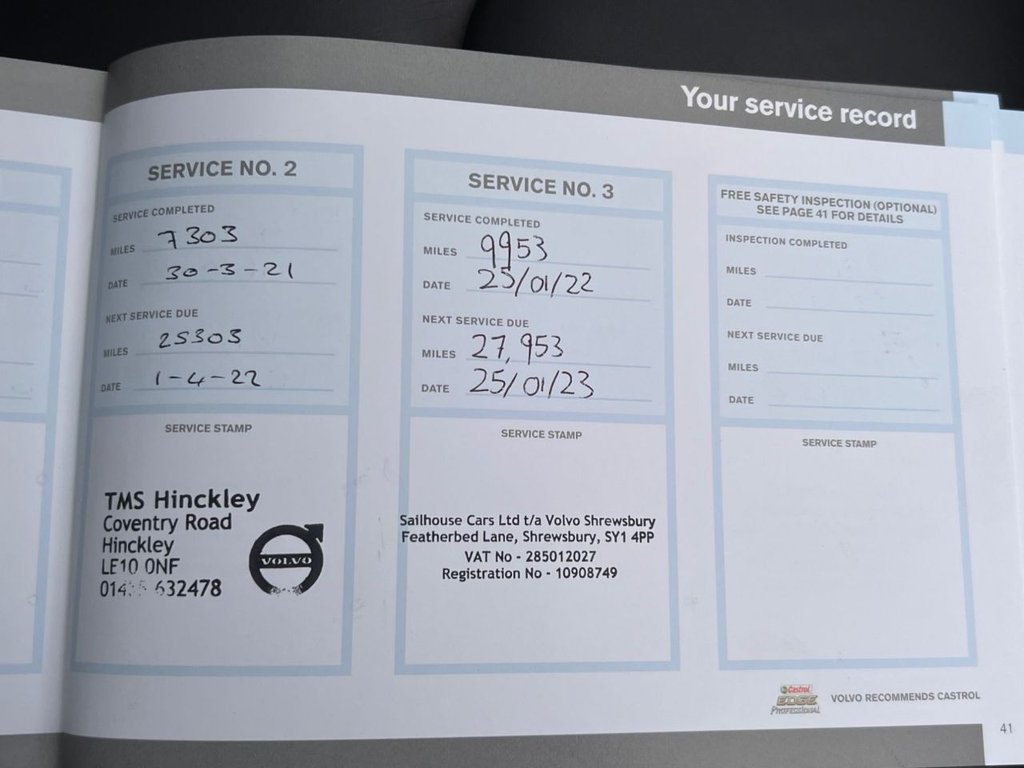 Your service record
SERVICE NO. 2
SERVICE COMPLETED
MILES 7303
DATE 30-3-21
NEXT SERVICE DUE
MILES 25303
DATE 1-4-22
SERVICE STAMP
TMS Hinckley
Coventry Road
Hinckley
LE10 0NF
632478
VOLVO
SERVICE NO. 3
SERVICE COMPLETED
MILES 9953
DATE 25/01/22
NEXT SERVICE DUE
MILES 27,953
DATE 25/01/23
SERVICE STAMP
Sailhouse Cars Ltd t/a Volvo Shrewsbury
Featherbed Lane, Shrewsbury, SY1 4PP
VAT No - 285012027
Registration No - 10908749
FREE SAFETY INSPECTION (OPTIONAL)
SEE PAGE 41 FOR DETAILS
INSPECTION COMPLETED
MILES
DATE
NEXT SERVICE DUE
MILES
DATE
SERVICE STAMP
Castrol
EDGE
PROFESSIONAL
VOLVO RECOMMENDS CASTROL
41